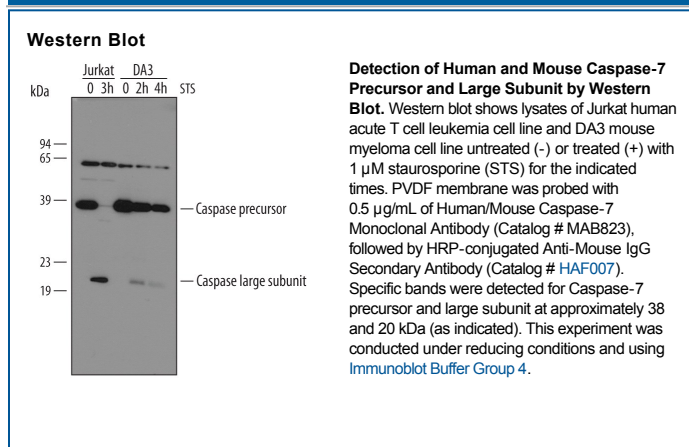 Western Blot
Jurkat DA3
kDa 0 3h 0 2h 4h STS
94
65
39
Caspase precursor
23
Caspase large subunit
19
Detection of Human and Mouse Caspase-7
Precursor and Large Subunit by Western
Blot. Western blot shows lysates of Jurkat human
acute T cell leukemia cell line and DA3 mouse
myeloma cell line untreated (-) or treated (+) with
1 µM staurosporine (STS) for the indicated
times. PVDF membrane was probed with
0.5 µg/mL of Human/Mouse Caspase-7
Monoclonal Antibody (Catalog # MAB823),
followed by HRP-conjugated Anti-Mouse IgG
Secondary Antibody (Catalog # HAF007).
Specific bands were detected for Caspase-7
precursor and large subunit at approximately 38
and 20 kDa (as indicated). This experiment was
conducted under reducing conditions and using
Immunoblot Buffer Group 4.